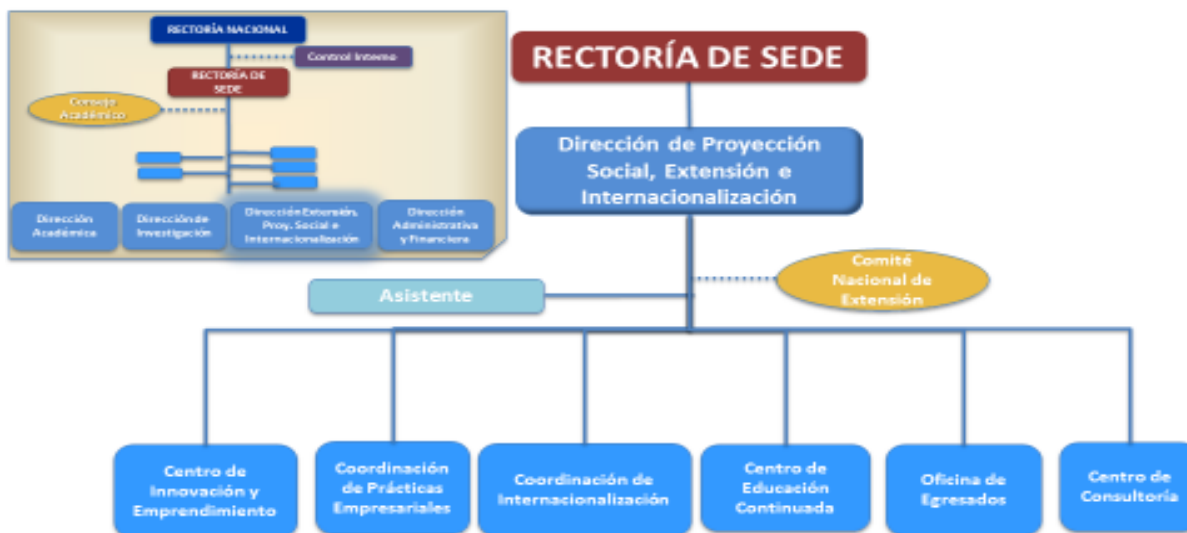 RECTORÍA NACIONAL
Control Interno
RECTORÍA DE
SEDE
Consejo
Académico
Dirección
Académica
Dirección de
Investigación
Dirección Extensión,
Proy. Social e
Internacionalización
Dirección
Administrativa
y Financiera
RECTORÍA DE SEDE
Dirección de Proyección
Social, Extensión e
Internacionalización
Comité
Nacional de
Extensión
Asistente
Centro de
Innovación y
Emprendimiento
Coordinación
de Prácticas
Empresariales
Coordinación de
Internacionalización
Centro de
Educación
Continuada
Oficina de
Egresados
Centro de
Consultoría